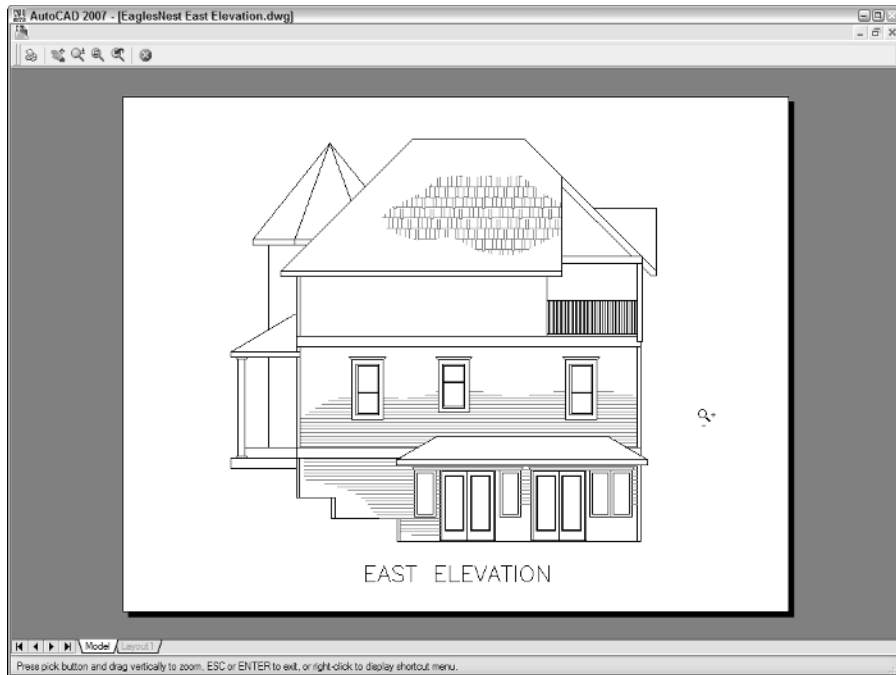 AutoCAD 2007 - [EaglesNest East Elevation.dwg]
EAST ELEVATION
Model
Layout1
Press pick button and drag vertically to zoom, ESC or ENTER to exit, or right-click to display shortcut menu.